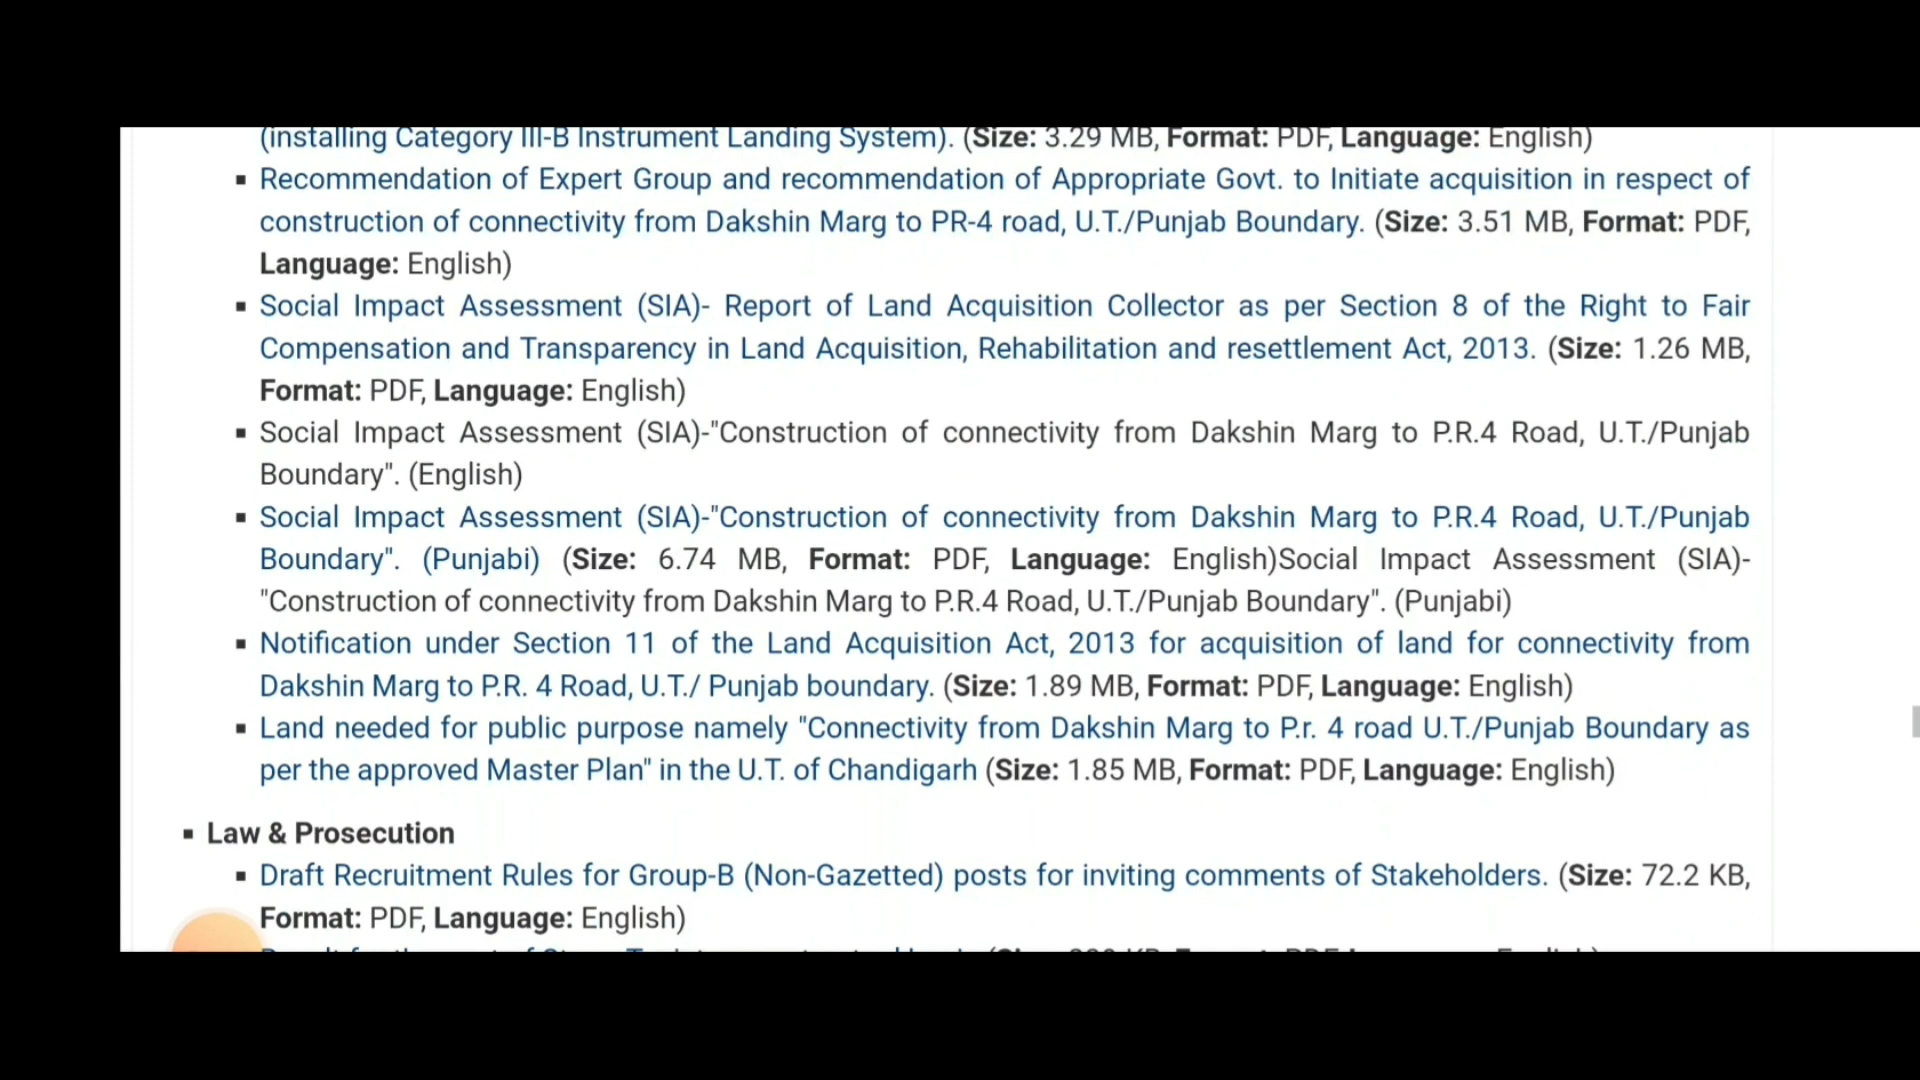 (installing Category III-B Instrument Landing System). (Size: 3.29 MB, Format: PDF, Language: English)
▪ Recommendation of Expert Group and recommendation of Appropriate Govt. to Initiate acquisition in respect of
construction of connectivity from Dakshin Marg to PR-4 road, U.T./Punjab Boundary. (Size: 3.51 MB, Format: PDF,
Language: English)
▪ Social Impact Assessment (SIA)- Report of Land Acquisition Collector as per Section 8 of the Right to Fair
Compensation and Transparency in Land Acquisition, Rehabilitation and resettlement Act, 2013. (Size: 1.26 MB,
Format: PDF, Language: English)
▪ Social Impact Assessment (SIA)-"Construction of connectivity from Dakshin Marg to P.R.4 Road, U.T./Punjab
Boundary". (English)
▪ Social Impact Assessment (SIA)-"Construction of connectivity from Dakshin Marg to P.R.4 Road, U.T./Punjab
Boundary". (Punjabi) (Size: 6.74 MB, Format: PDF, Language: English)Social Impact Assessment (SIA)-
"Construction of connectivity from Dakshin Marg to P.R.4 Road, U.T./Punjab Boundary". (Punjabi)
▪ Notification under Section 11 of the Land Acquisition Act, 2013 for acquisition of land for connectivity from
Dakshin Marg to P.R. 4 Road, U.T./ Punjab boundary. (Size: 1.89 MB, Format: PDF, Language: English)
▪ Land needed for public purpose namely "Connectivity from Dakshin Marg to P.r. 4 road U.T./Punjab Boundary as
per the approved Master Plan" in the U.T. of Chandigarh (Size: 1.85 MB, Format: PDF, Language: English)
▪ Law & Prosecution
▪ Draft Recruitment Rules for Group-B (Non-Gazetted) posts for inviting comments of Stakeholders. (Size: 72.2 KB,
Format: PDF, Language: English)